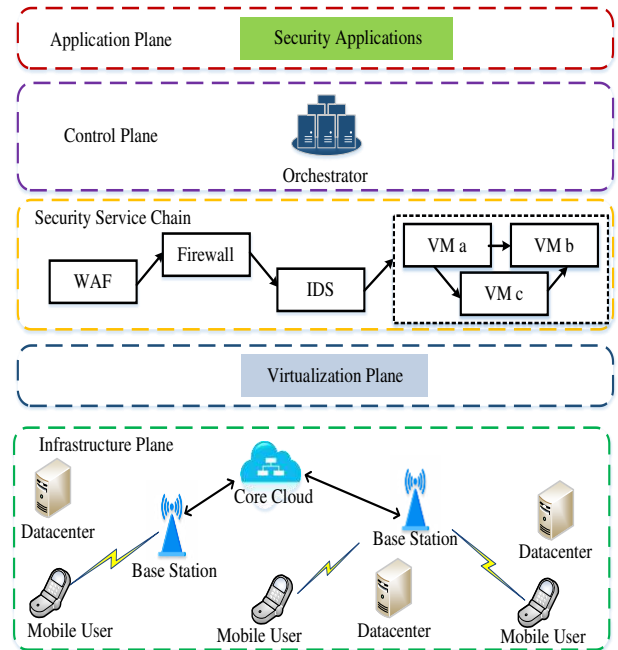 Application Plane
Security Applications
Control Plane
Orchestrator
Security Service Chain
WAF
Firewall
IDS
VM a
VM b
VM c
Virtualization Plane
Infrastructure Plane
Core Cloud
Datacenter
Base Station
Base Station
Datacenter
Mobile User
Mobile User
Datacenter
Mobile User